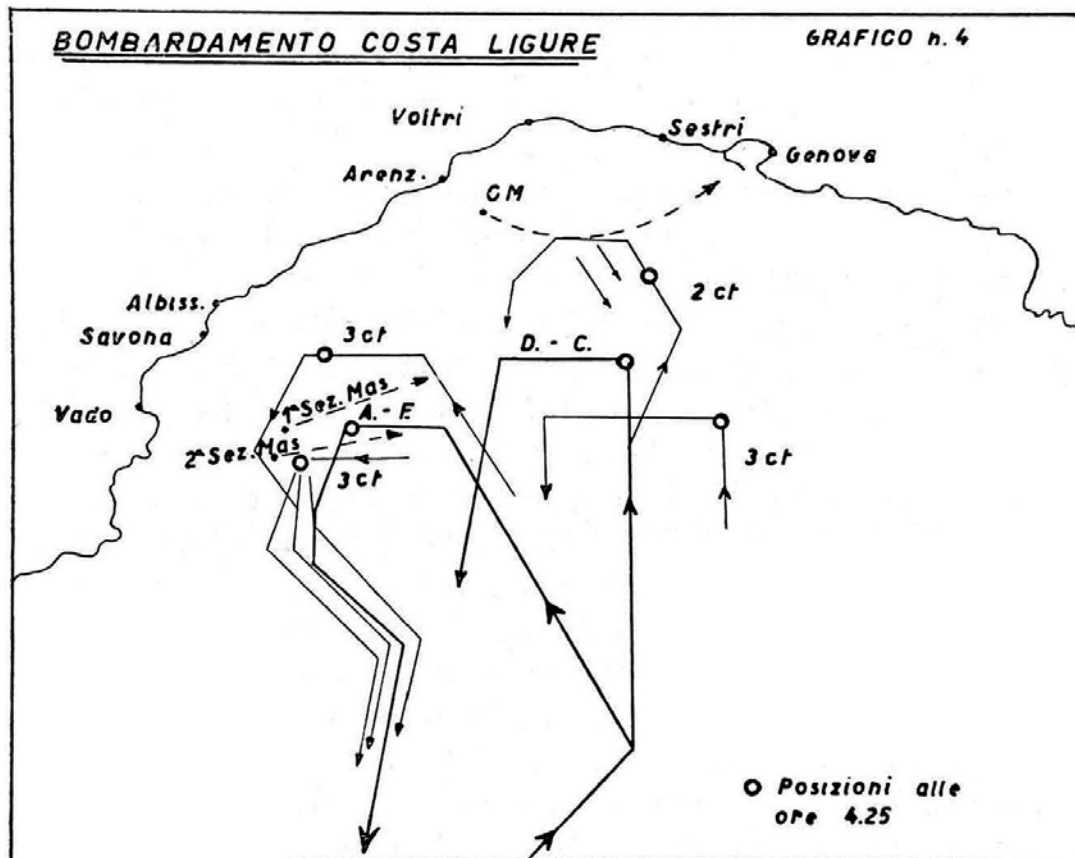 BOMBARDAMENTO COSTA LIGURE
GRAFICO n. 4
Voltri
Sestri
Genova
Arenz.
CM
Albiss.
Savona
Vado
2 ct
3 ct
D. - C.
1ª Sez. Mas
A. - F.
2ª Sez. Mas
3 ct
3 ct
Posizioni alle
ore 4.25